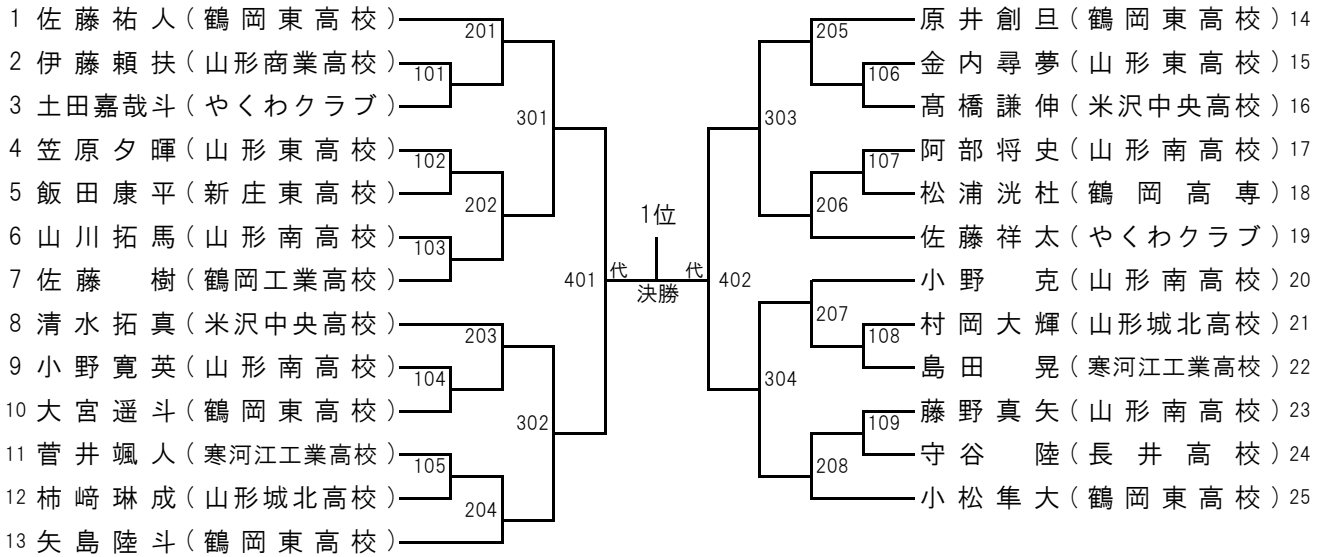 1 佐藤祐人(鶴岡東高校)
2 伊藤頼扶(山形商業高校)
3 土田嘉哉斗(やくわクラブ)
4 笠原夕暉(山形東高校)
5 飯田康平(新庄東高校)
6 山川拓馬(山形南高校)
7 佐藤 樹(鶴岡工業高校)
8 清水拓真(米沢中央高校)
9 小野寛英(山形南高校)
10 大宮遥斗(鶴岡東高校)
11 菅井颯人(寒河江工業高校)
12 柿﨑琳成(山形城北高校)
13 矢島陸斗(鶴岡東高校)
201
101
301
102
202
103
401
203
104
302
105
204
1位
代 代
決勝
205
106
303
107
206
402
207
108
304
109
208
原井創旦(鶴岡東高校) 14
金内尋夢(山形東高校) 15
髙橋謙伸(米沢中央高校) 16
阿部将史(山形南高校) 17
松浦洸杜(鶴岡高専) 18
佐藤祥太(やくわクラブ) 19
小野 克(山形南高校) 20
村岡大輝(山形城北高校) 21
島田 晃(寒河江工業高校) 22
藤野真矢(山形南高校) 23
守谷 陸(長井高校) 24
小松隼大(鶴岡東高校) 25